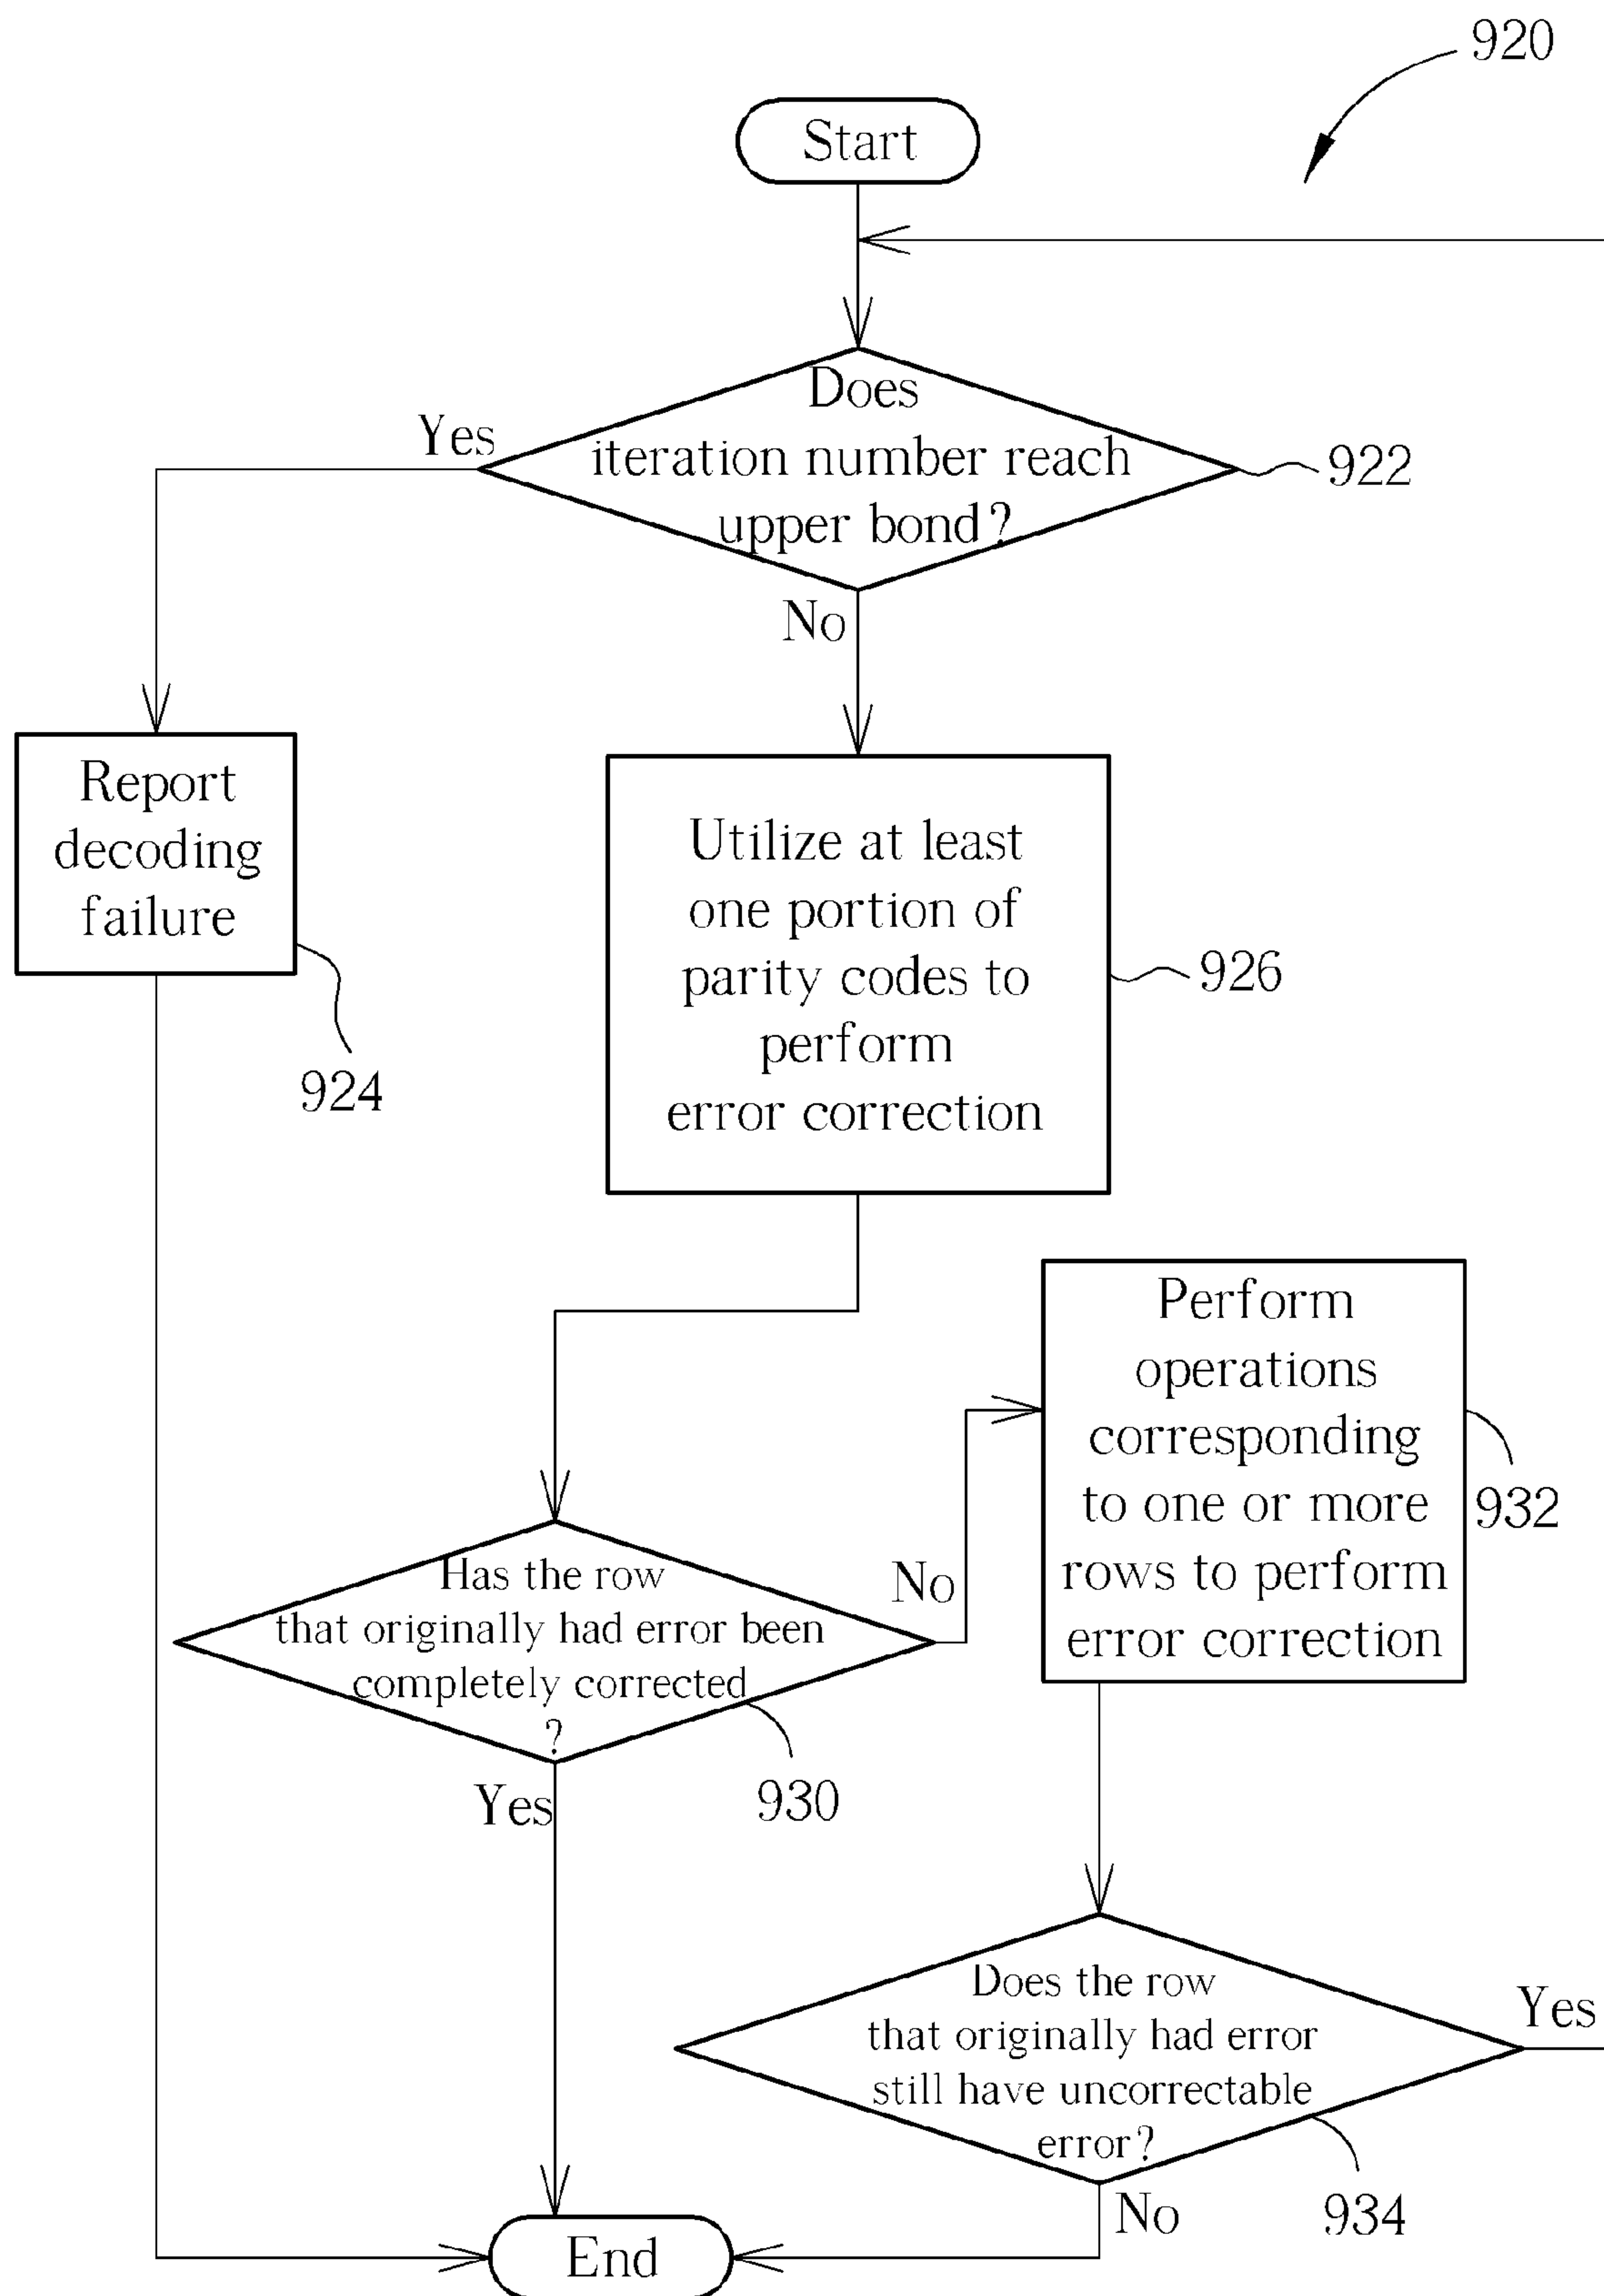 920
Start
Does
iteration number reach
upper bond?
Yes
922
No
Report
decoding
failure
924
Utilize at least
one portion of
parity codes to
perform
error correction
926
Perform
operations
corresponding
to one or more
rows to perform
error correction
932
Has the row
that originally had error been
completely corrected
?
No
930
Yes
Does the row
that originally had error
still have uncorrectable
error?
Yes
934
No
End